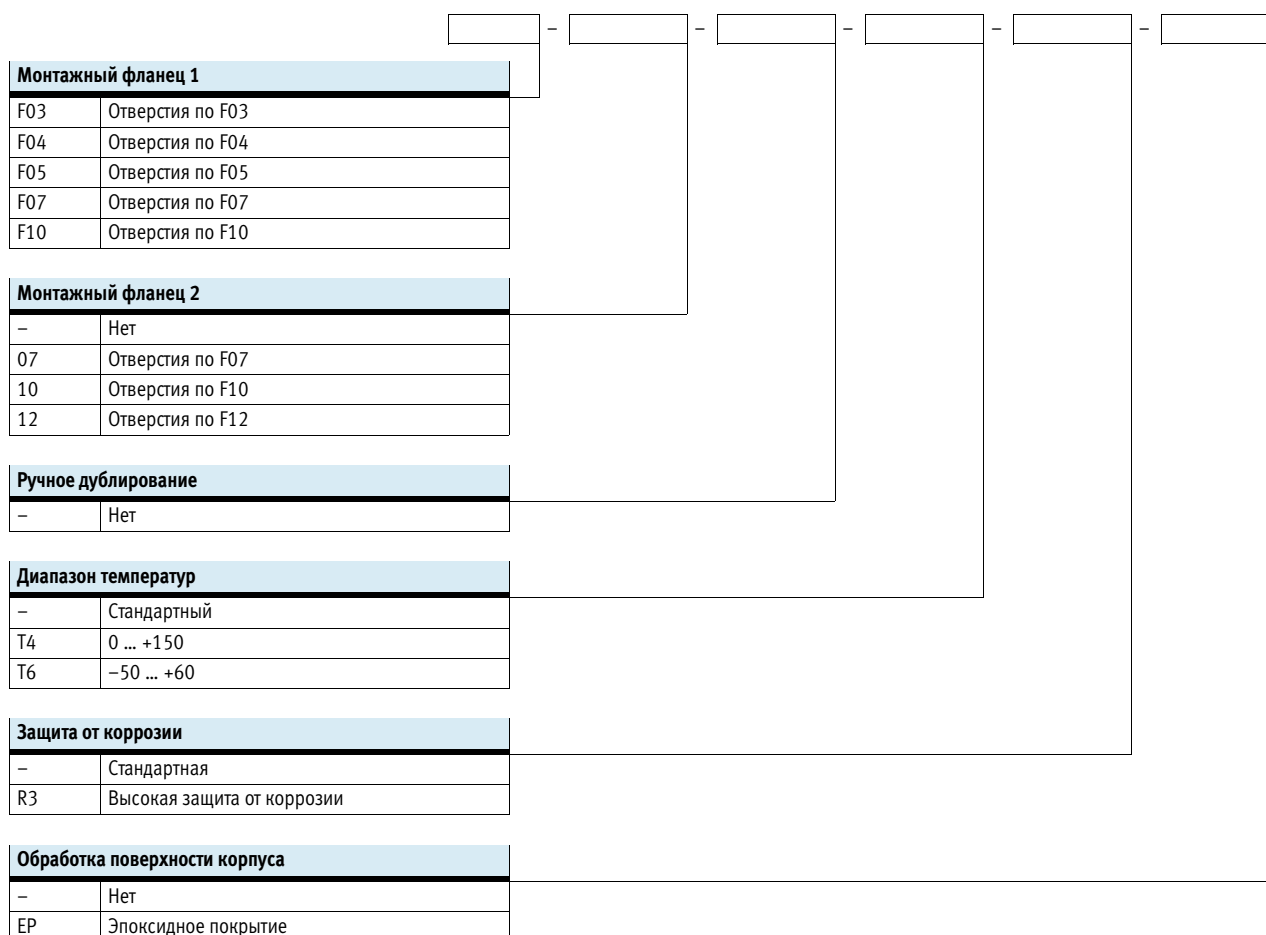 – – – – –
Монтажный фланец 1
F03 Отверстия по F03
F04 Отверстия по F04
F05 Отверстия по F05
F07 Отверстия по F07
F10 Отверстия по F10
Монтажный фланец 2
– Нет
07 Отверстия по F07
10 Отверстия по F10
12 Отверстия по F12
Ручное дублирование
– Нет
Диапазон температур
– Стандартный
T4 0 ... +150
T6 –50 ... +60
Защита от коррозии
– Стандартная
R3 Высокая защита от коррозии
Обработка поверхности корпуса
– Нет
EP Эпоксидное покрытие